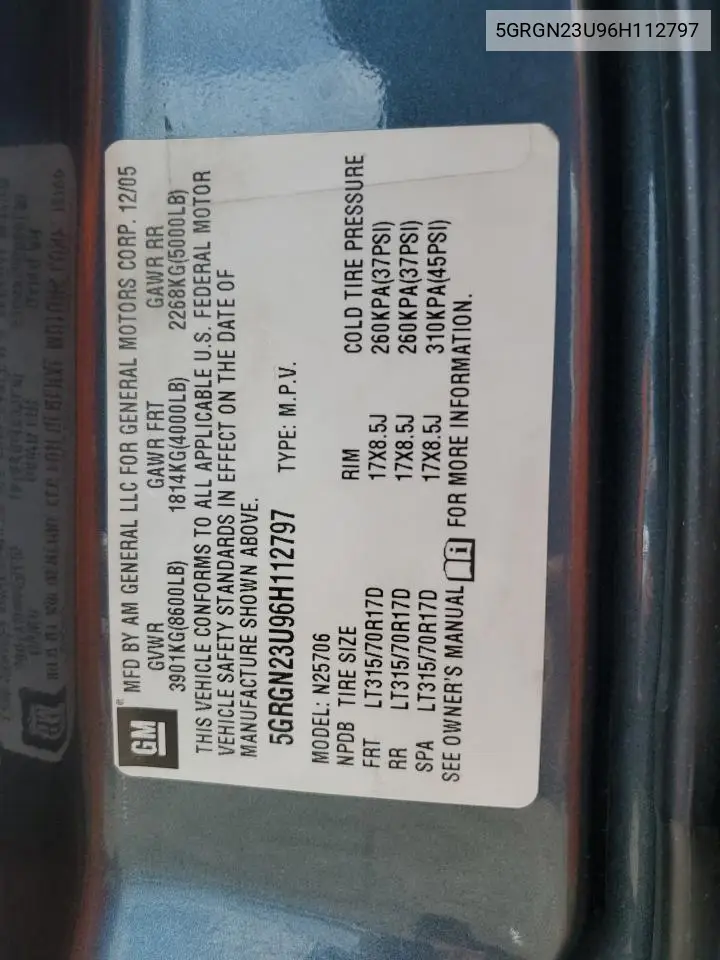 5GRGN23U96H112797
GM
MFD BY AM GENERAL LLC FOR GENERAL MOTORS CORP. 12/05
GVWR GAWR FRT GAWR RR
3901KG(8600LB) 1814KG(4000LB) 2268KG(5000LB)
THIS VEHICLE CONFORMS TO ALL APPLICABLE U.S. FEDERAL MOTOR
VEHICLE SAFETY STANDARDS IN EFFECT ON THE DATE OF
MANUFACTURE SHOWN ABOVE.
5GRGN23U96H112797 TYPE: M.P.V.
MODEL: N25706
NPDB TIRE SIZE RIM COLD TIRE PRESSURE
FRT LT315/70R17D 17X8.5J 260KPA(37PSI)
RR LT315/70R17D 17X8.5J 260KPA(37PSI)
SPA LT315/70R17D 17X8.5J 310KPA(45PSI)
SEE OWNER'S MANUAL i FOR MORE INFORMATION.